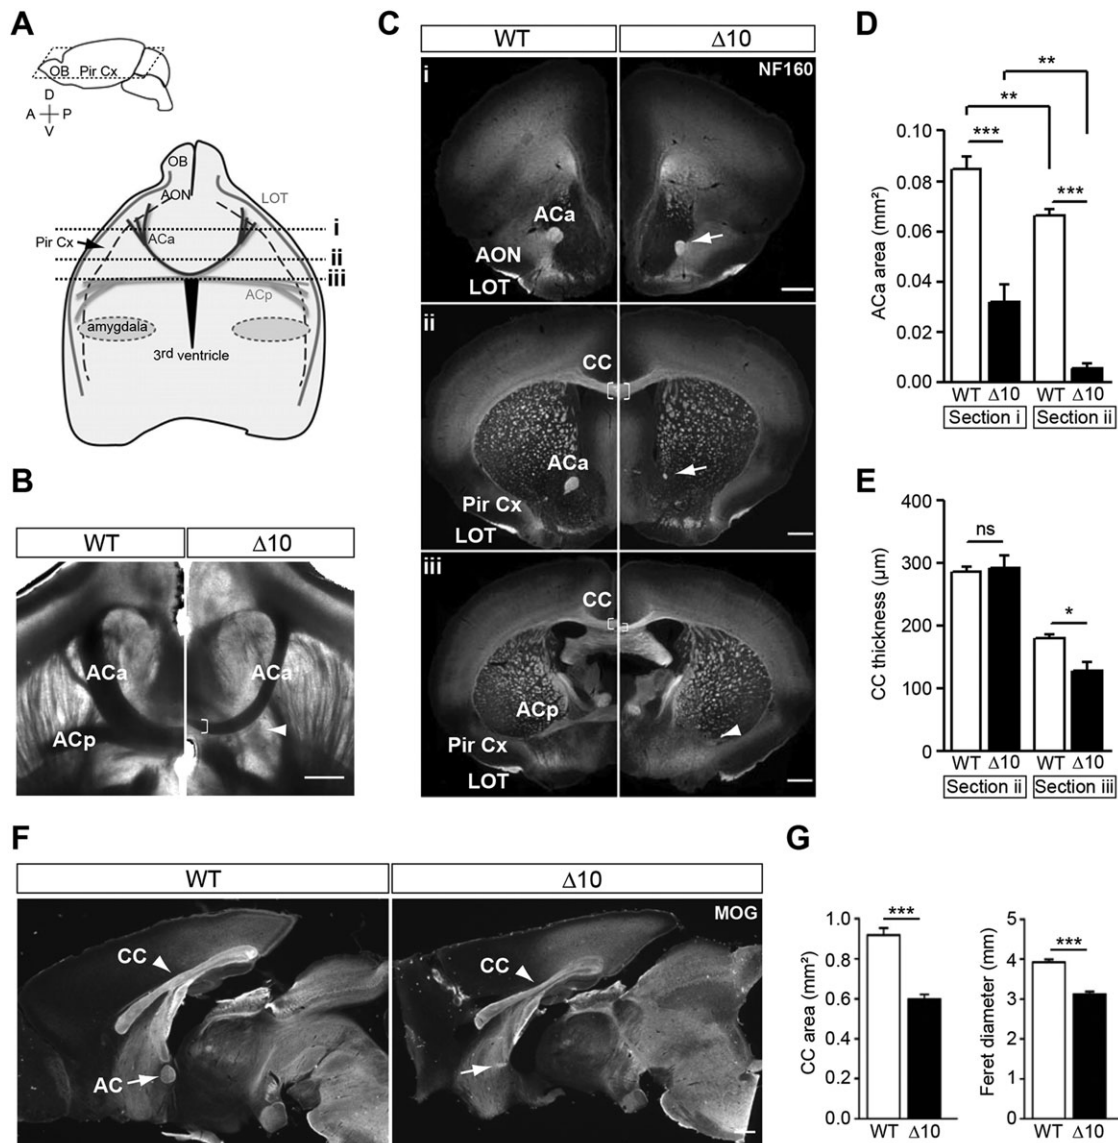 A
OB Pir Cx
D
A P
V
OB
AON
LOT
i
Pir Cx
ACa
ii
iii
ACp
amygdala
3rd ventricle
B
WT Δ10
ACa ACa
ACp
C
WT Δ10
i
NF160
ACa
AON
LOT
ii
CC
ACa
Pir Cx
LOT
iii
CC
ACp
Pir Cx
LOT
D
**
**
***
***
ACa area (mm²)
0.10
0.08
0.06
0.04
0.02
0.00
WT Δ10 WT Δ10
Section i Section ii
E
CC thickness (µm)
400
300
200
100
0
ns
*
WT Δ10 WT Δ10
Section ii Section iii
F
WT Δ10
MOG
CC CC
AC
G
CC area (mm²)
1.0
0.8
0.6
0.4
0.2
0.0
***
WT Δ10
Feret diameter (mm)
5
4
3
2
1
0
***
WT Δ10